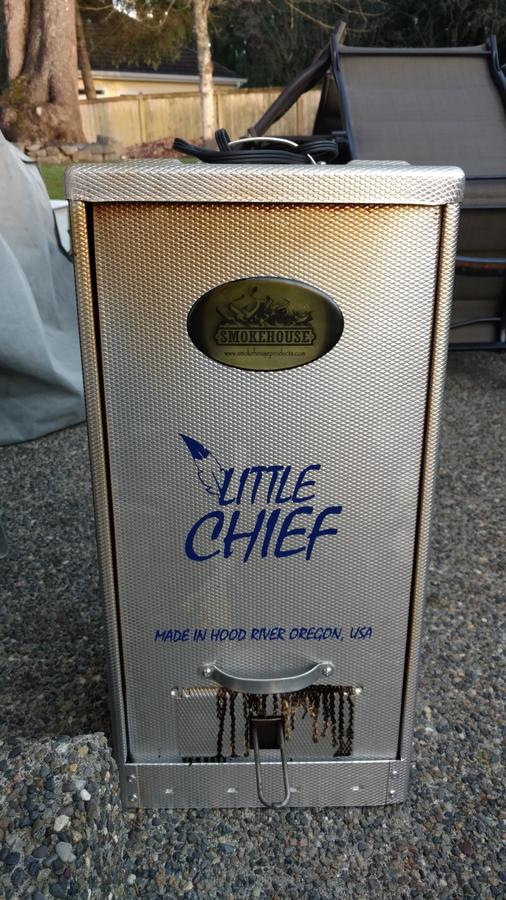 SMOKEHOUSE
www.smokehouseproducts.com
LITTLE
CHIEF
MADE IN HOOD RIVER OREGON, USA